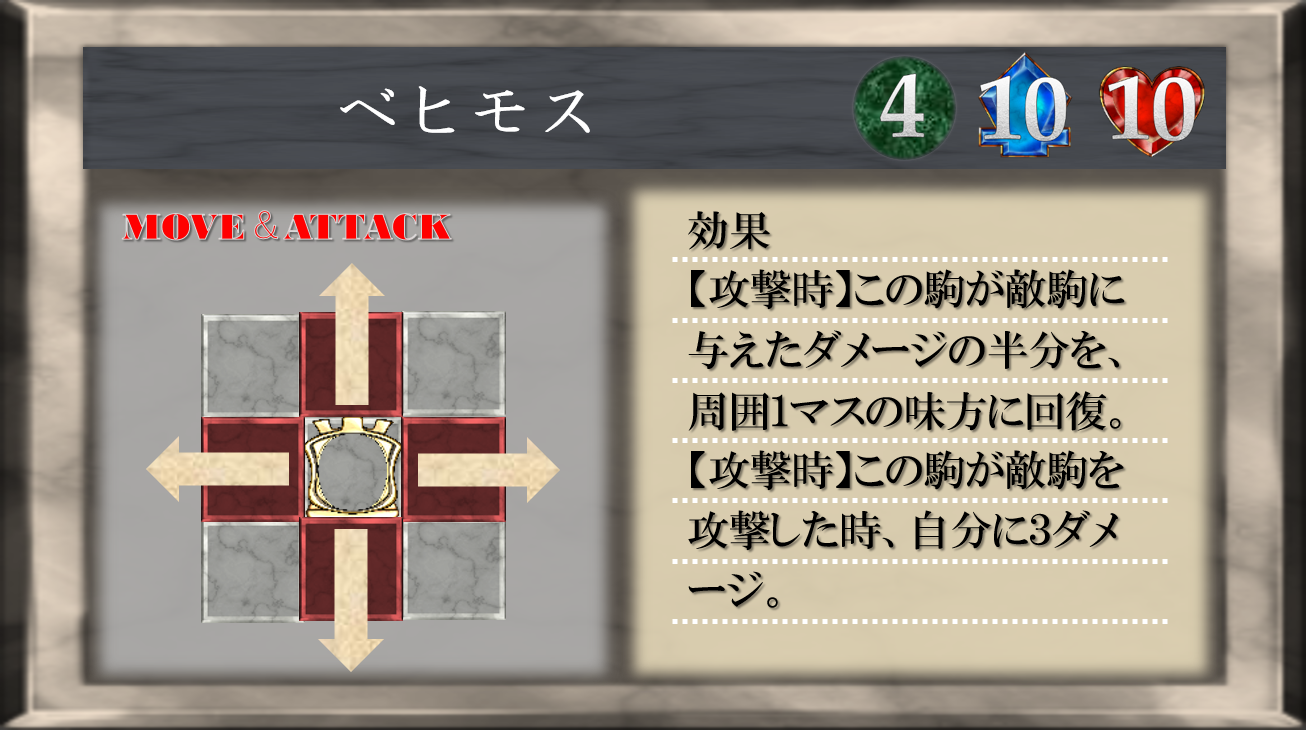 ベヒモス
4 10 10
MOVE & ATTACK
効果
【攻撃時】この駒が敵駒に
与えたダメージの半分を、
周囲1マスの味方に回復。
【攻撃時】この駒が敵駒を
攻撃した時、自分に3ダメ
ージ。